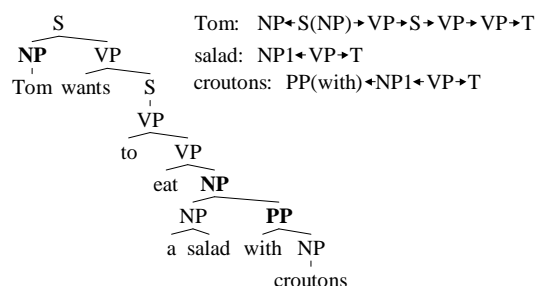 S Tom: NP←S(NP)→VP→S→VP→VP→T
NP VP salad: NP1←VP→T
Tom wants S croutons: PP(with)←NP1←VP→T
VP
to VP
eat NP
NP PP
a salad with NP
croutons